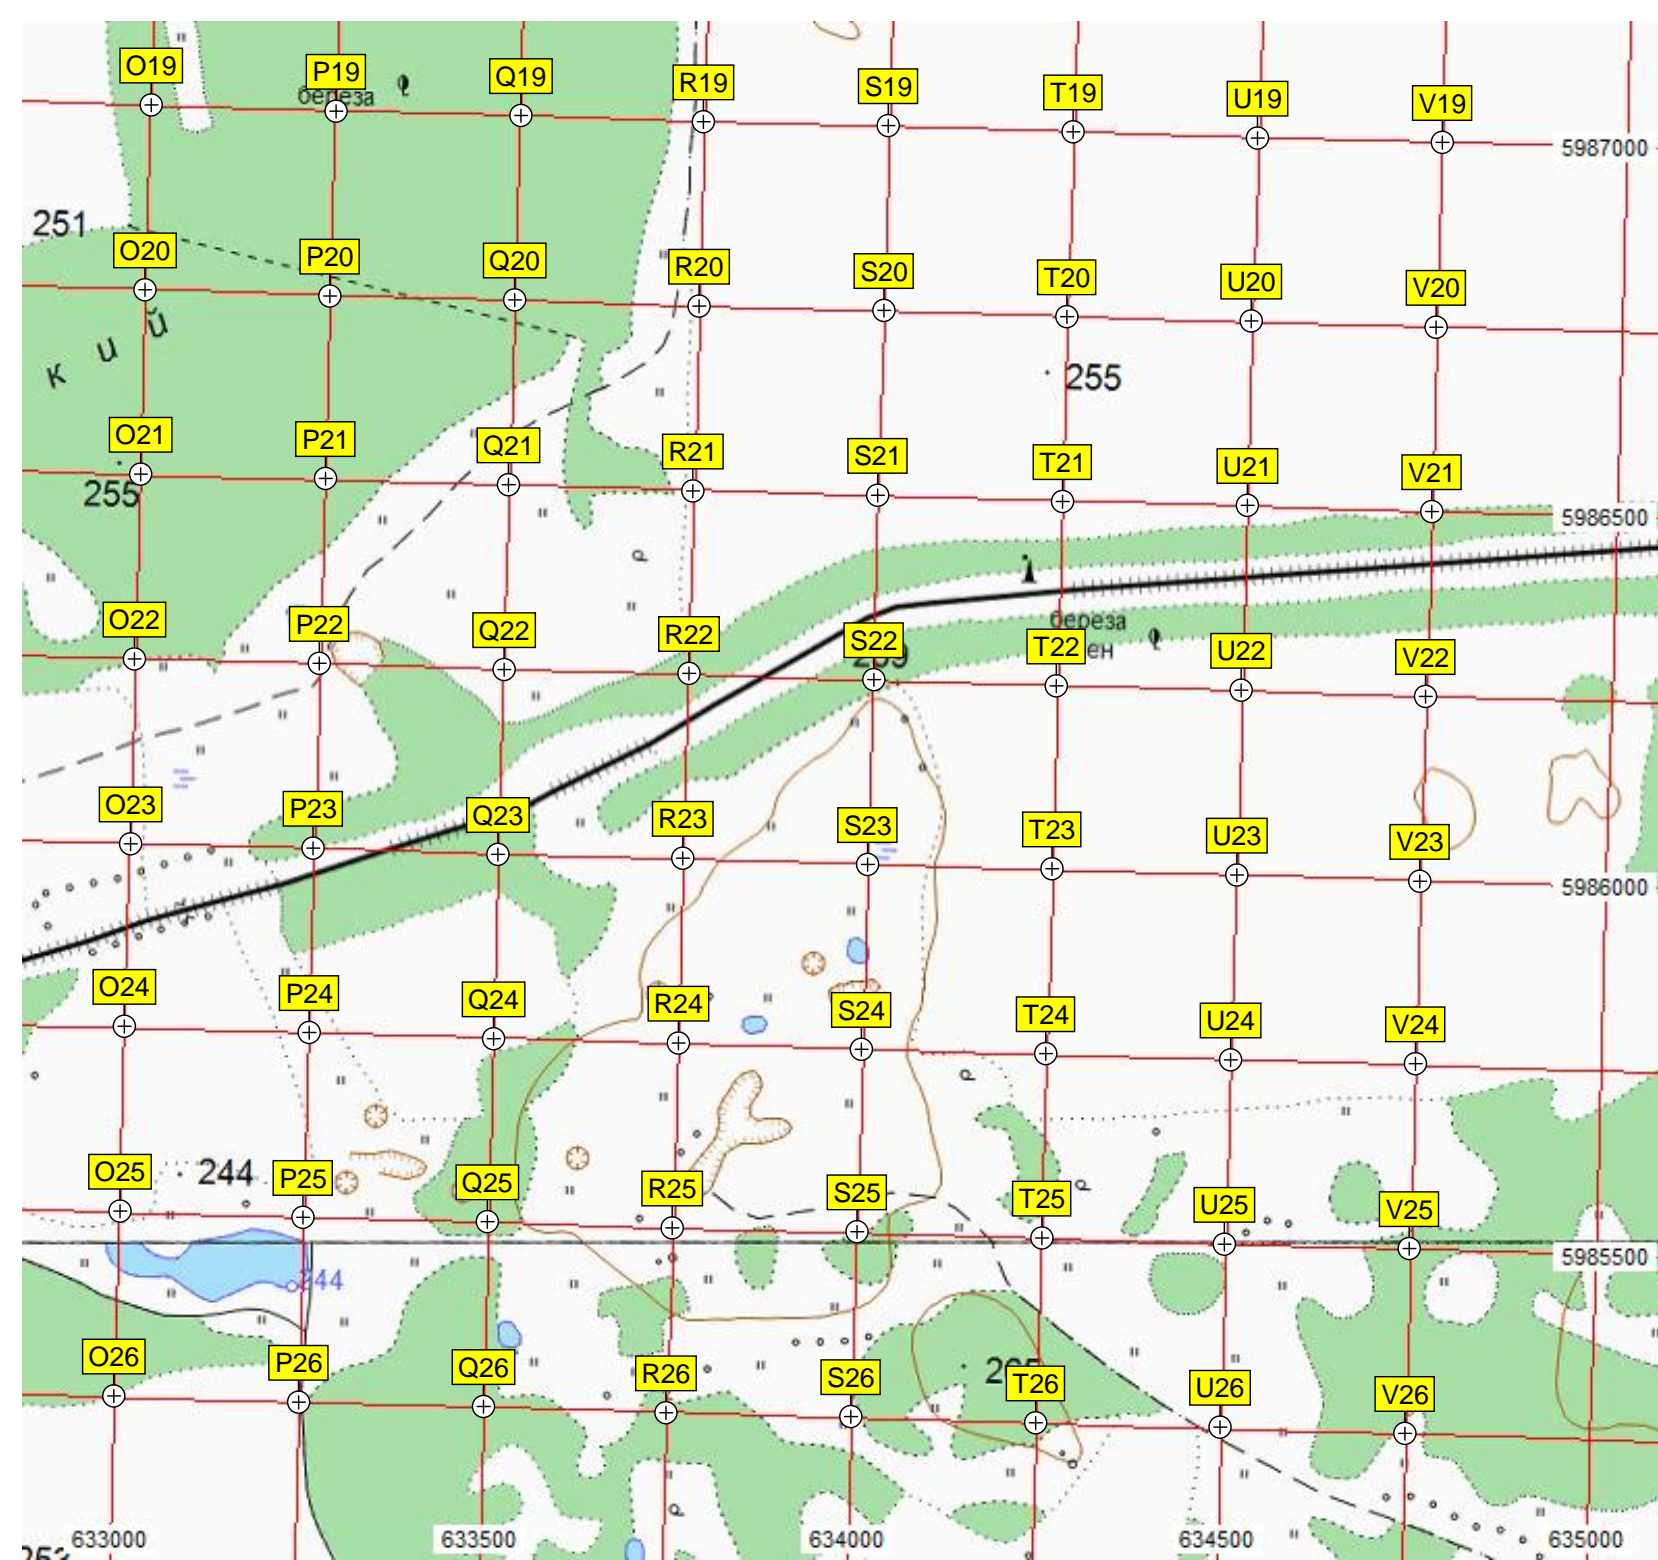 O19 P19 Q19 R19 S19 T19 U19 V19
береза
5987000
251
O20 P20 Q20 R20 S20 T20 U20 V20
к и й
255
O21 P21 Q21 R21 S21 T21 U21 V21
255
5986500
береза
O22 P22 Q22 R22 S22 T22 U22 V22
ен
O23 P23 Q23 R23 S23 T23 U23 V23
5986000
O24 P24 Q24 R24 S24 T24 U24 V24
244
O25 P25 Q25 R25 S25 T25 U25 V25
5985500
244
O26 P26 Q26 R26 S26 T26 U26 V26
633000 633500 634000 634500 635000